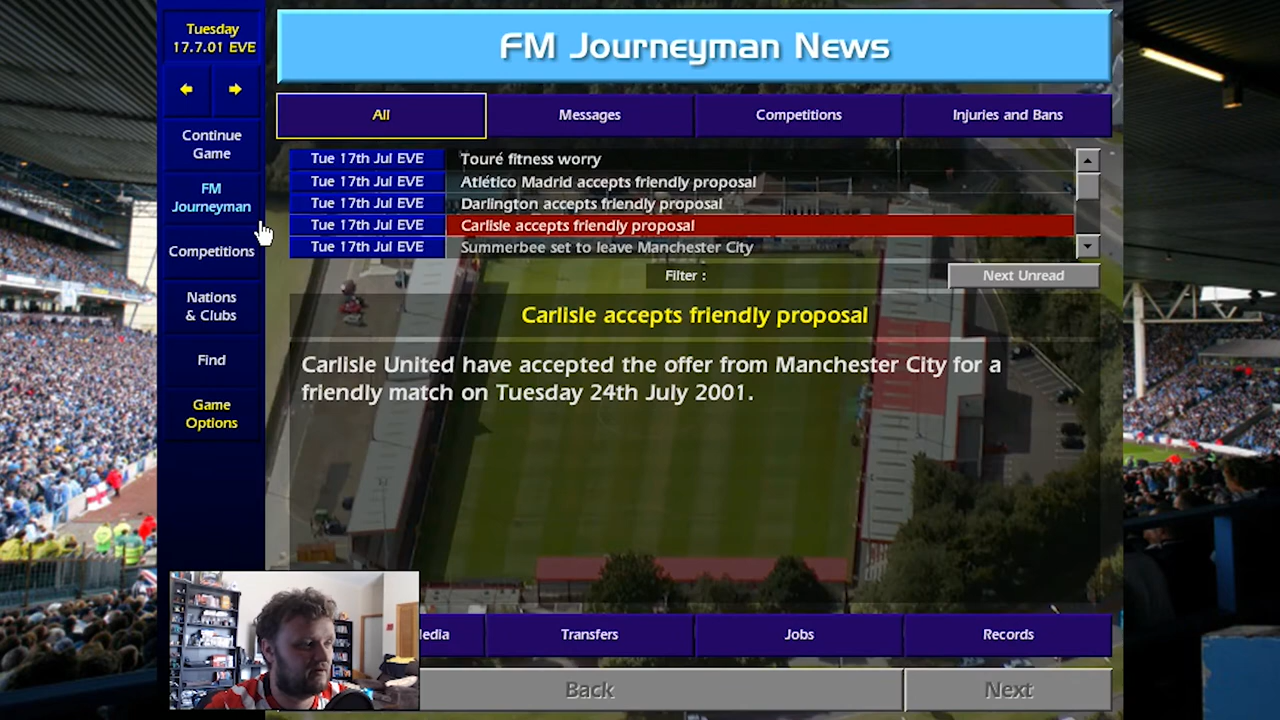 Tuesday
17.7.01 EVE
Continue
Game
FM
Journeyman
Competitions
Nations
& Clubs
Find
Game
Options
FM Journeyman News
All
Messages
Competitions
Injuries and Bans
Tue 17th Jul EVE Touré fitness worry
Tue 17th Jul EVE Atlético Madrid accepts friendly proposal
Tue 17th Jul EVE Darlington accepts friendly proposal
Tue 17th Jul EVE Carlisle accepts friendly proposal
Tue 17th Jul EVE Summerbee set to leave Manchester City
Filter :
Next Unread
Carlisle accepts friendly proposal
Carlisle United have accepted the offer from Manchester City for a
friendly match on Tuesday 24th July 2001.
Transfers
Jobs
Records
Back
Next